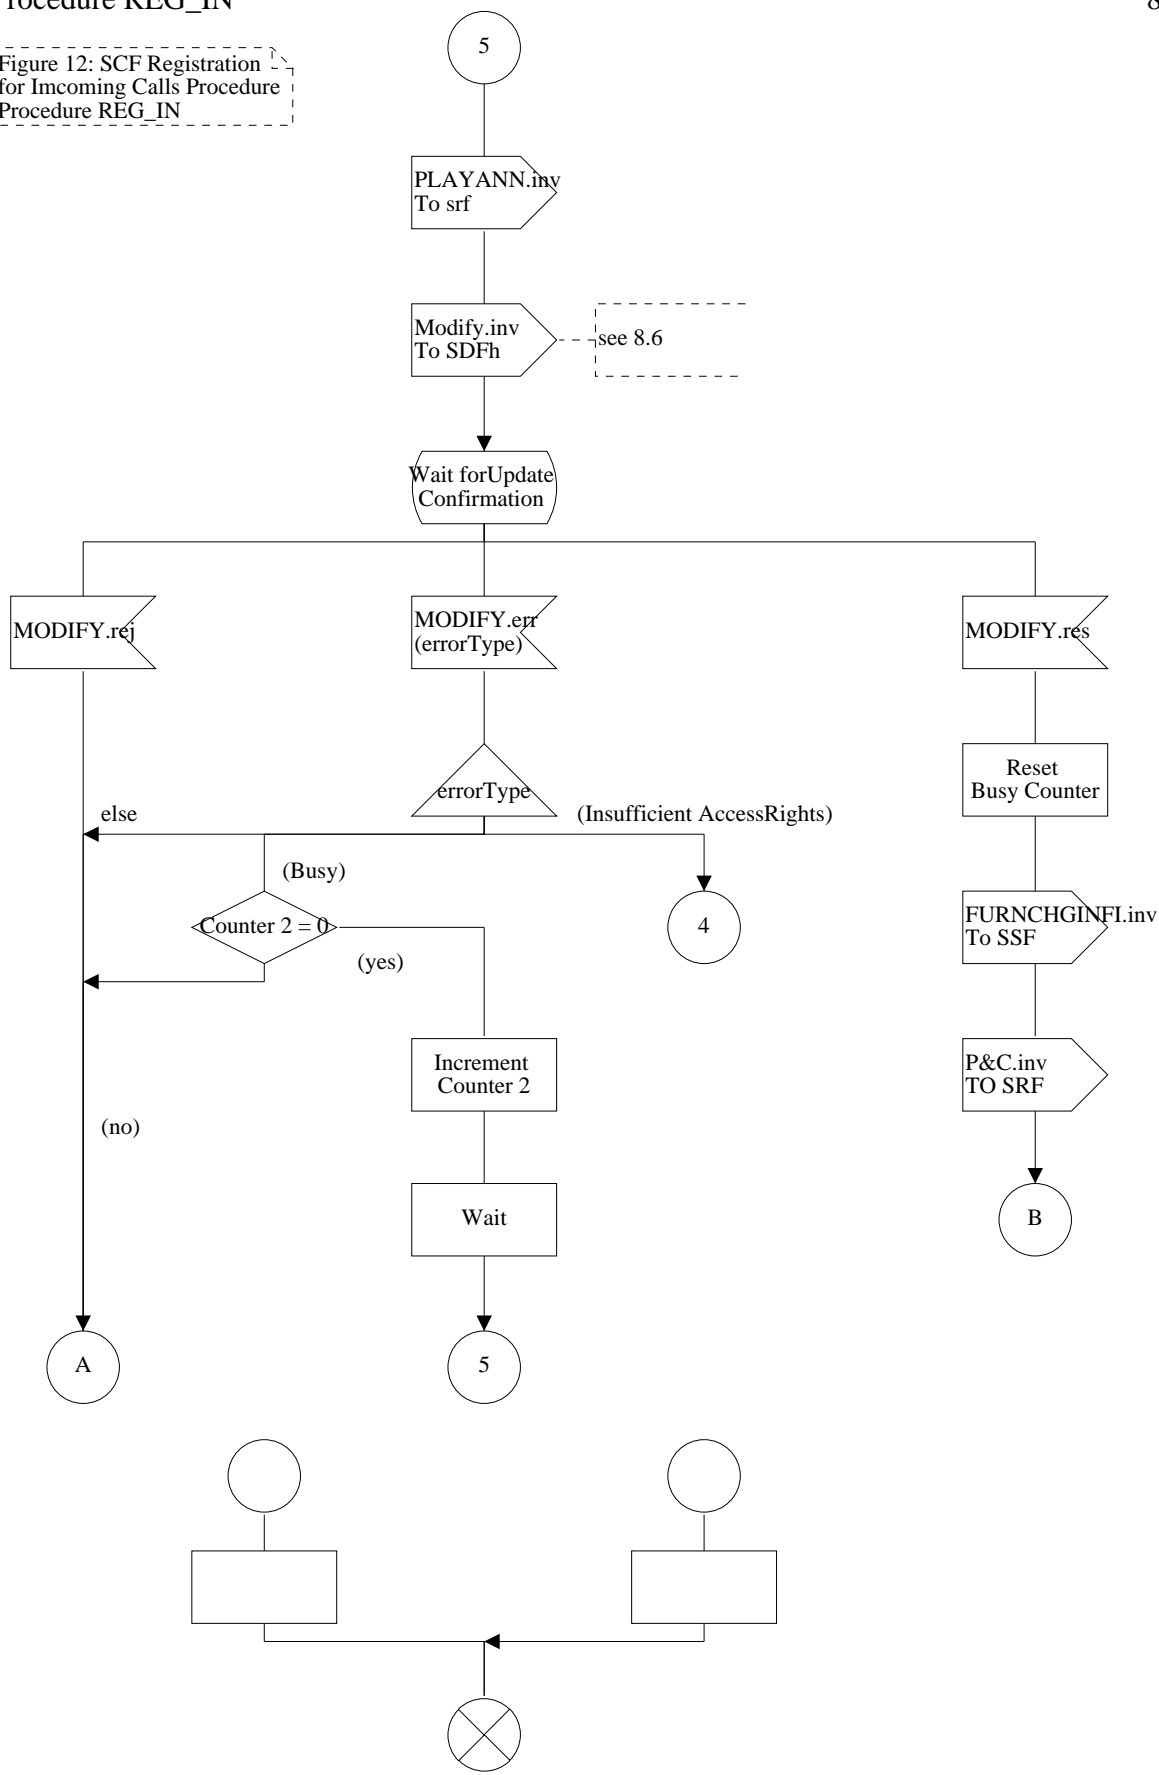 rocedure REG_IN
8
Figure 12: SCF Registration
for Imcoming Calls Procedure
Procedure REG_IN
5
PLAYANN.inv
To srf
Modify.inv
To SDFh
see 8.6
Wait forUpdate
Confirmation
MODIFY.rej
MODIFY.err
(errorType)
MODIFY.res
errorType
Reset
Busy Counter
else
(Insufficient AccessRights)
(Busy)
Counter 2 = 0
(yes)
4
FURNCHGINFI.inv
To SSF
Increment
Counter 2
P&C.inv
TO SRF
(no)
Wait
B
A
5